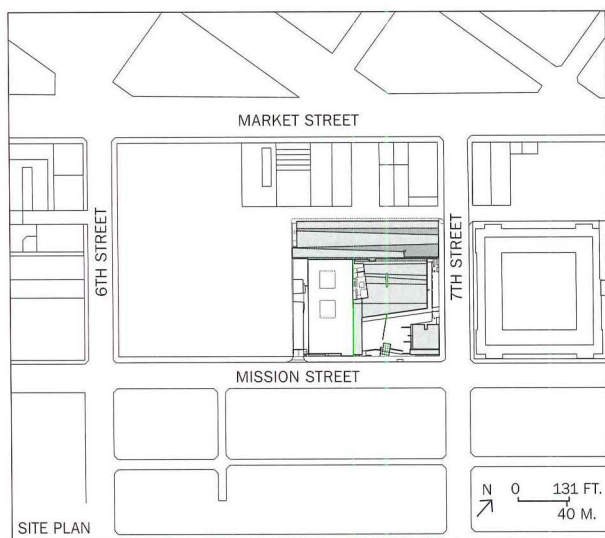 MARKET STREET
6TH STREET
7TH STREET
MISSION STREET
N 0 131 FT.
40 M.
SITE PLAN